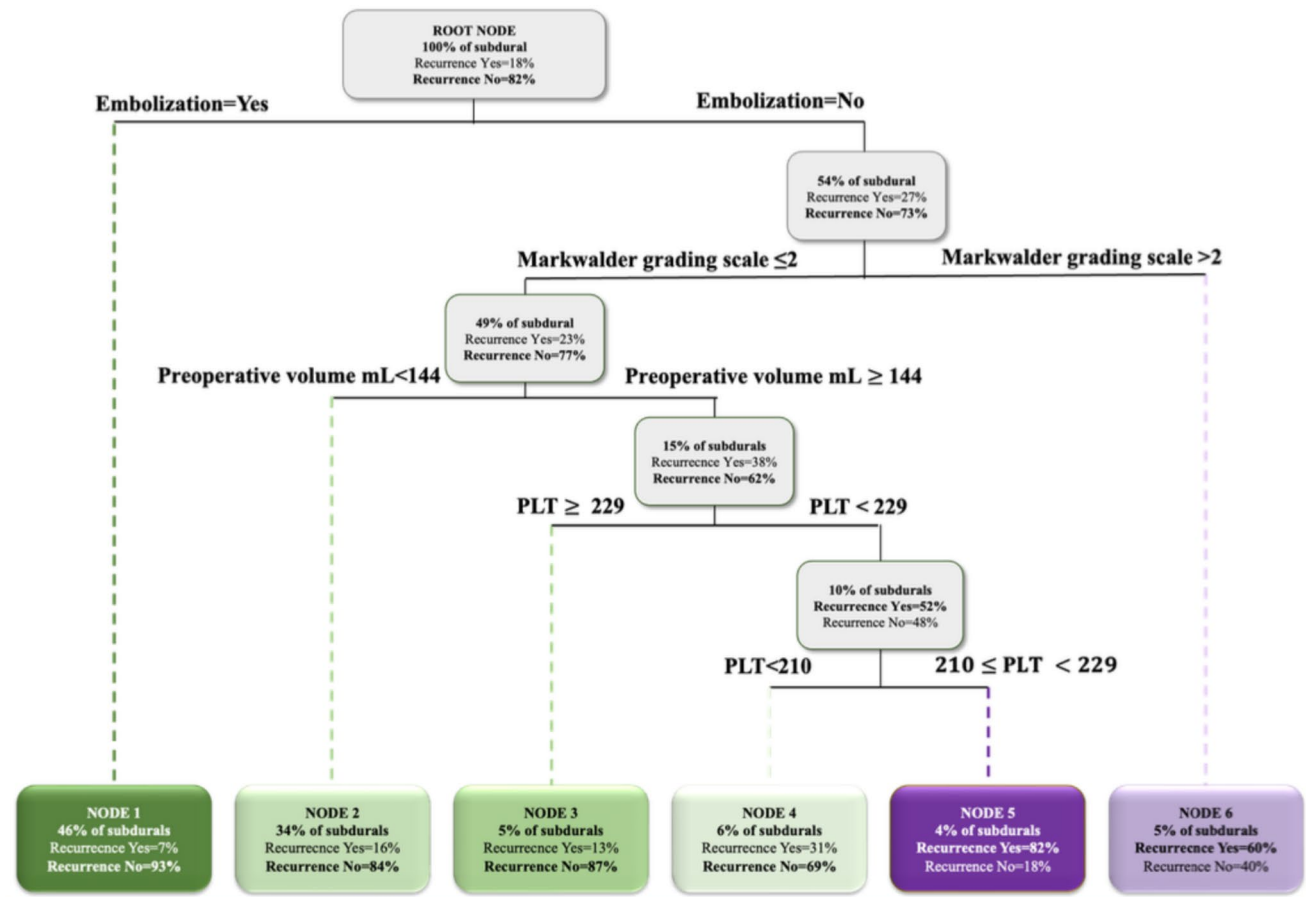 ROOT NODE
100% of subdural
Recurrence Yes=18%
Recurrence No=82%
Embolization=Yes
Embolization=No
54% of subdural
Recurrence Yes=27%
Recurrence No=73%
Markwalder grading scale ≤2
Markwalder grading scale >2
49% of subdural
Recurrence Yes=23%
Recurrence No=77%
Preoperative volume mL<144
Preoperative volume mL ≥ 144
15% of subdurals
Recurrecnce Yes=38%
Recurrence No=62%
PLT ≥ 229
PLT < 229
10% of subdurals
Recurrecnce Yes=52%
Recurrence No=48%
PLT<210
210 ≤ PLT < 229
NODE 1
46% of subdurals
Recurrecnce Yes=7%
Recurrence No=93%
NODE 2
34% of subdurals
Recurrecnce Yes=16%
Recurrence No=84%
NODE 3
5% of subdurals
Recurrecnce Yes=13%
Recurrence No=87%
NODE 4
6% of subdurals
Recurrecnce Yes=31%
Recurrence No=69%
NODE 5
4% of subdurals
Recurrecnce Yes=82%
Recurrence No=18%
NODE 6
5% of subdurals
Recurrecnce Yes=60%
Recurrence No=40%